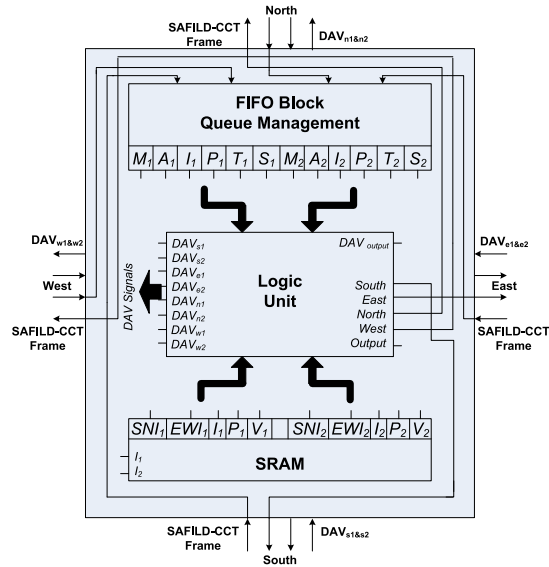 North
SAFILD-CCT
Frame
DAVn1&n2
FIFO Block
Queue Management
M1 A1 I1 P1 T1 S1 M2 A2 I2 P2 T2 S2
DAVw1&w2
West
SAFILD-CCT
Frame
DAV Signals
DAVs1
DAVs2
DAVe1
DAVe2
DAVn1
DAVn2
DAVw1
DAVw2
Logic
Unit
DAV output
South
East
North
West
Output
DAVe1&e2
East
SAFILD-CCT
Frame
SNI1 EWI1 I1 P1 V1 SNI2 EWI2 I2 P2 V2
I1
I2
SRAM
SAFILD-CCT
Frame
DAVs1&s2
South